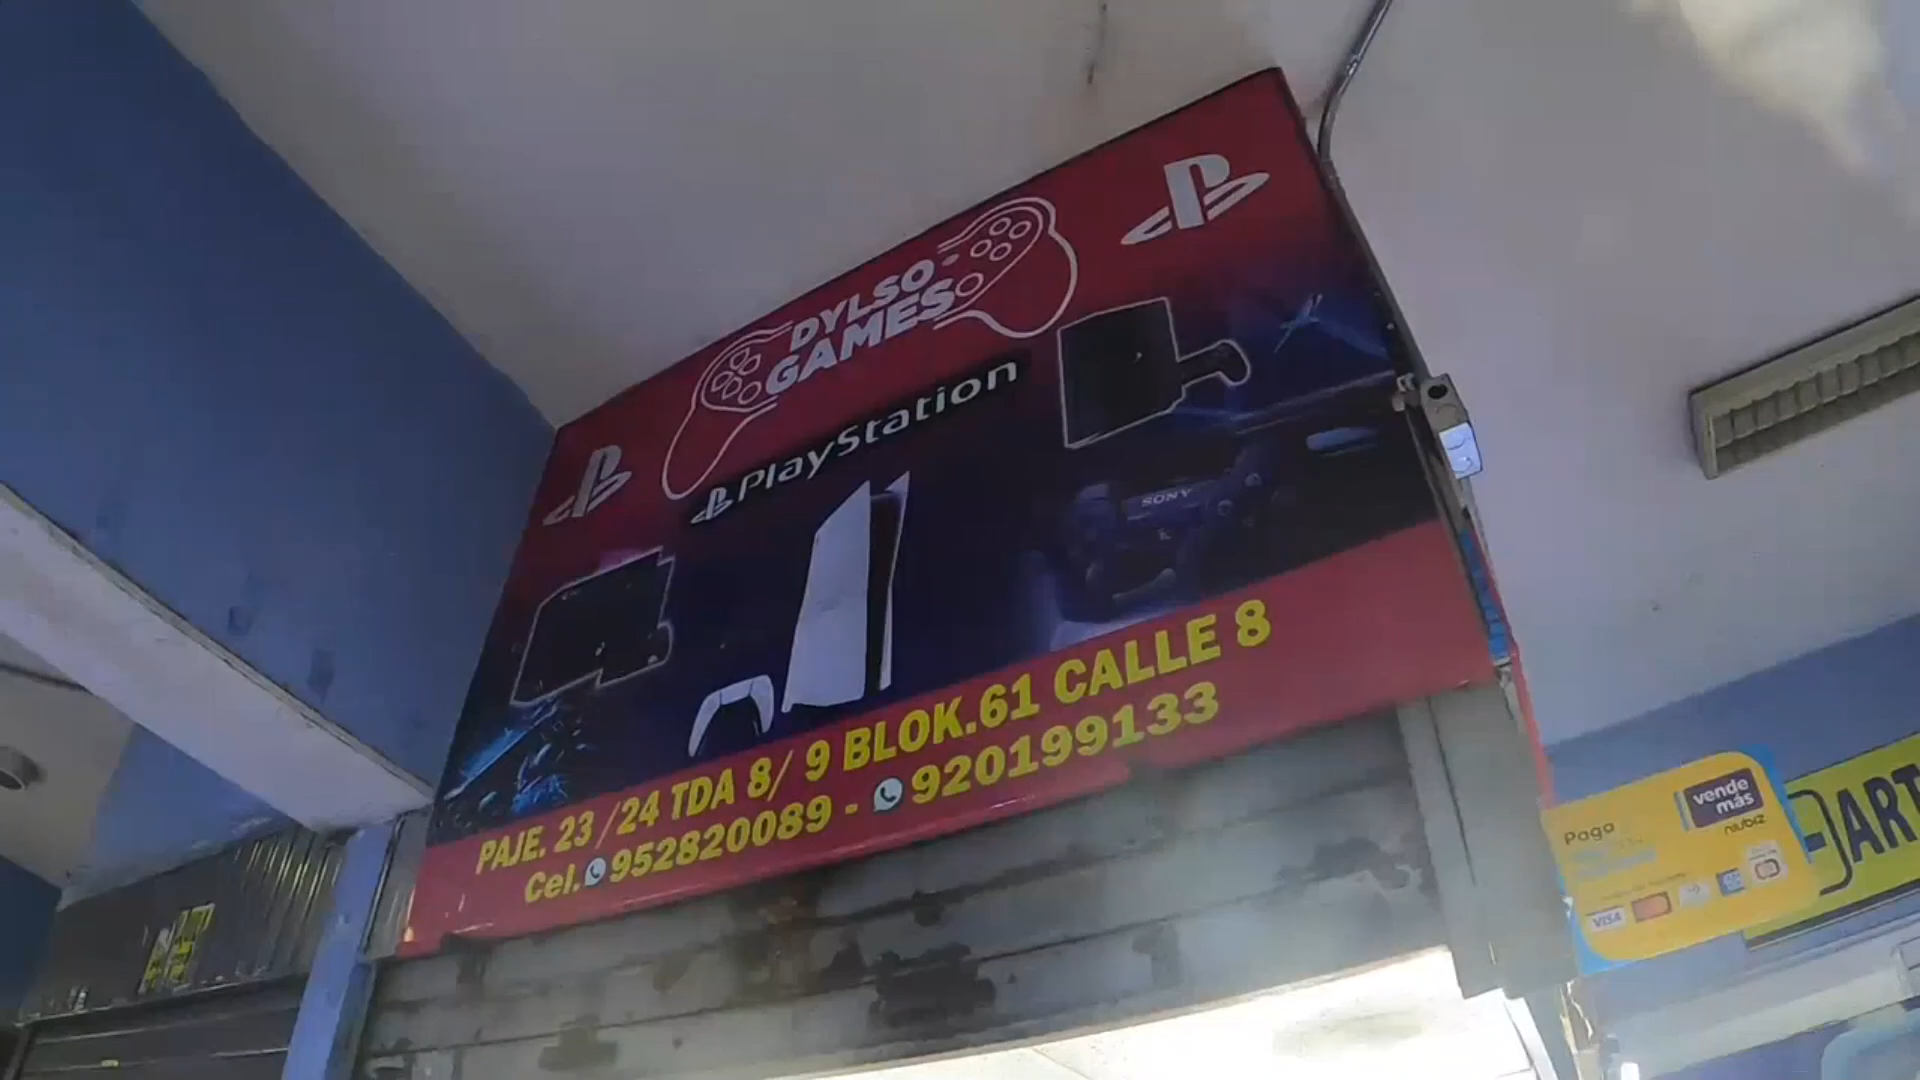 DYLSO
GAMES
PlayStation
SONY
PAJE. 23 /24 TDA 8/ 9 BLOK.61 CALLE 8
Cel. 952820089 - 920199133
vende
más
niubiz
Pago
VISA
ART